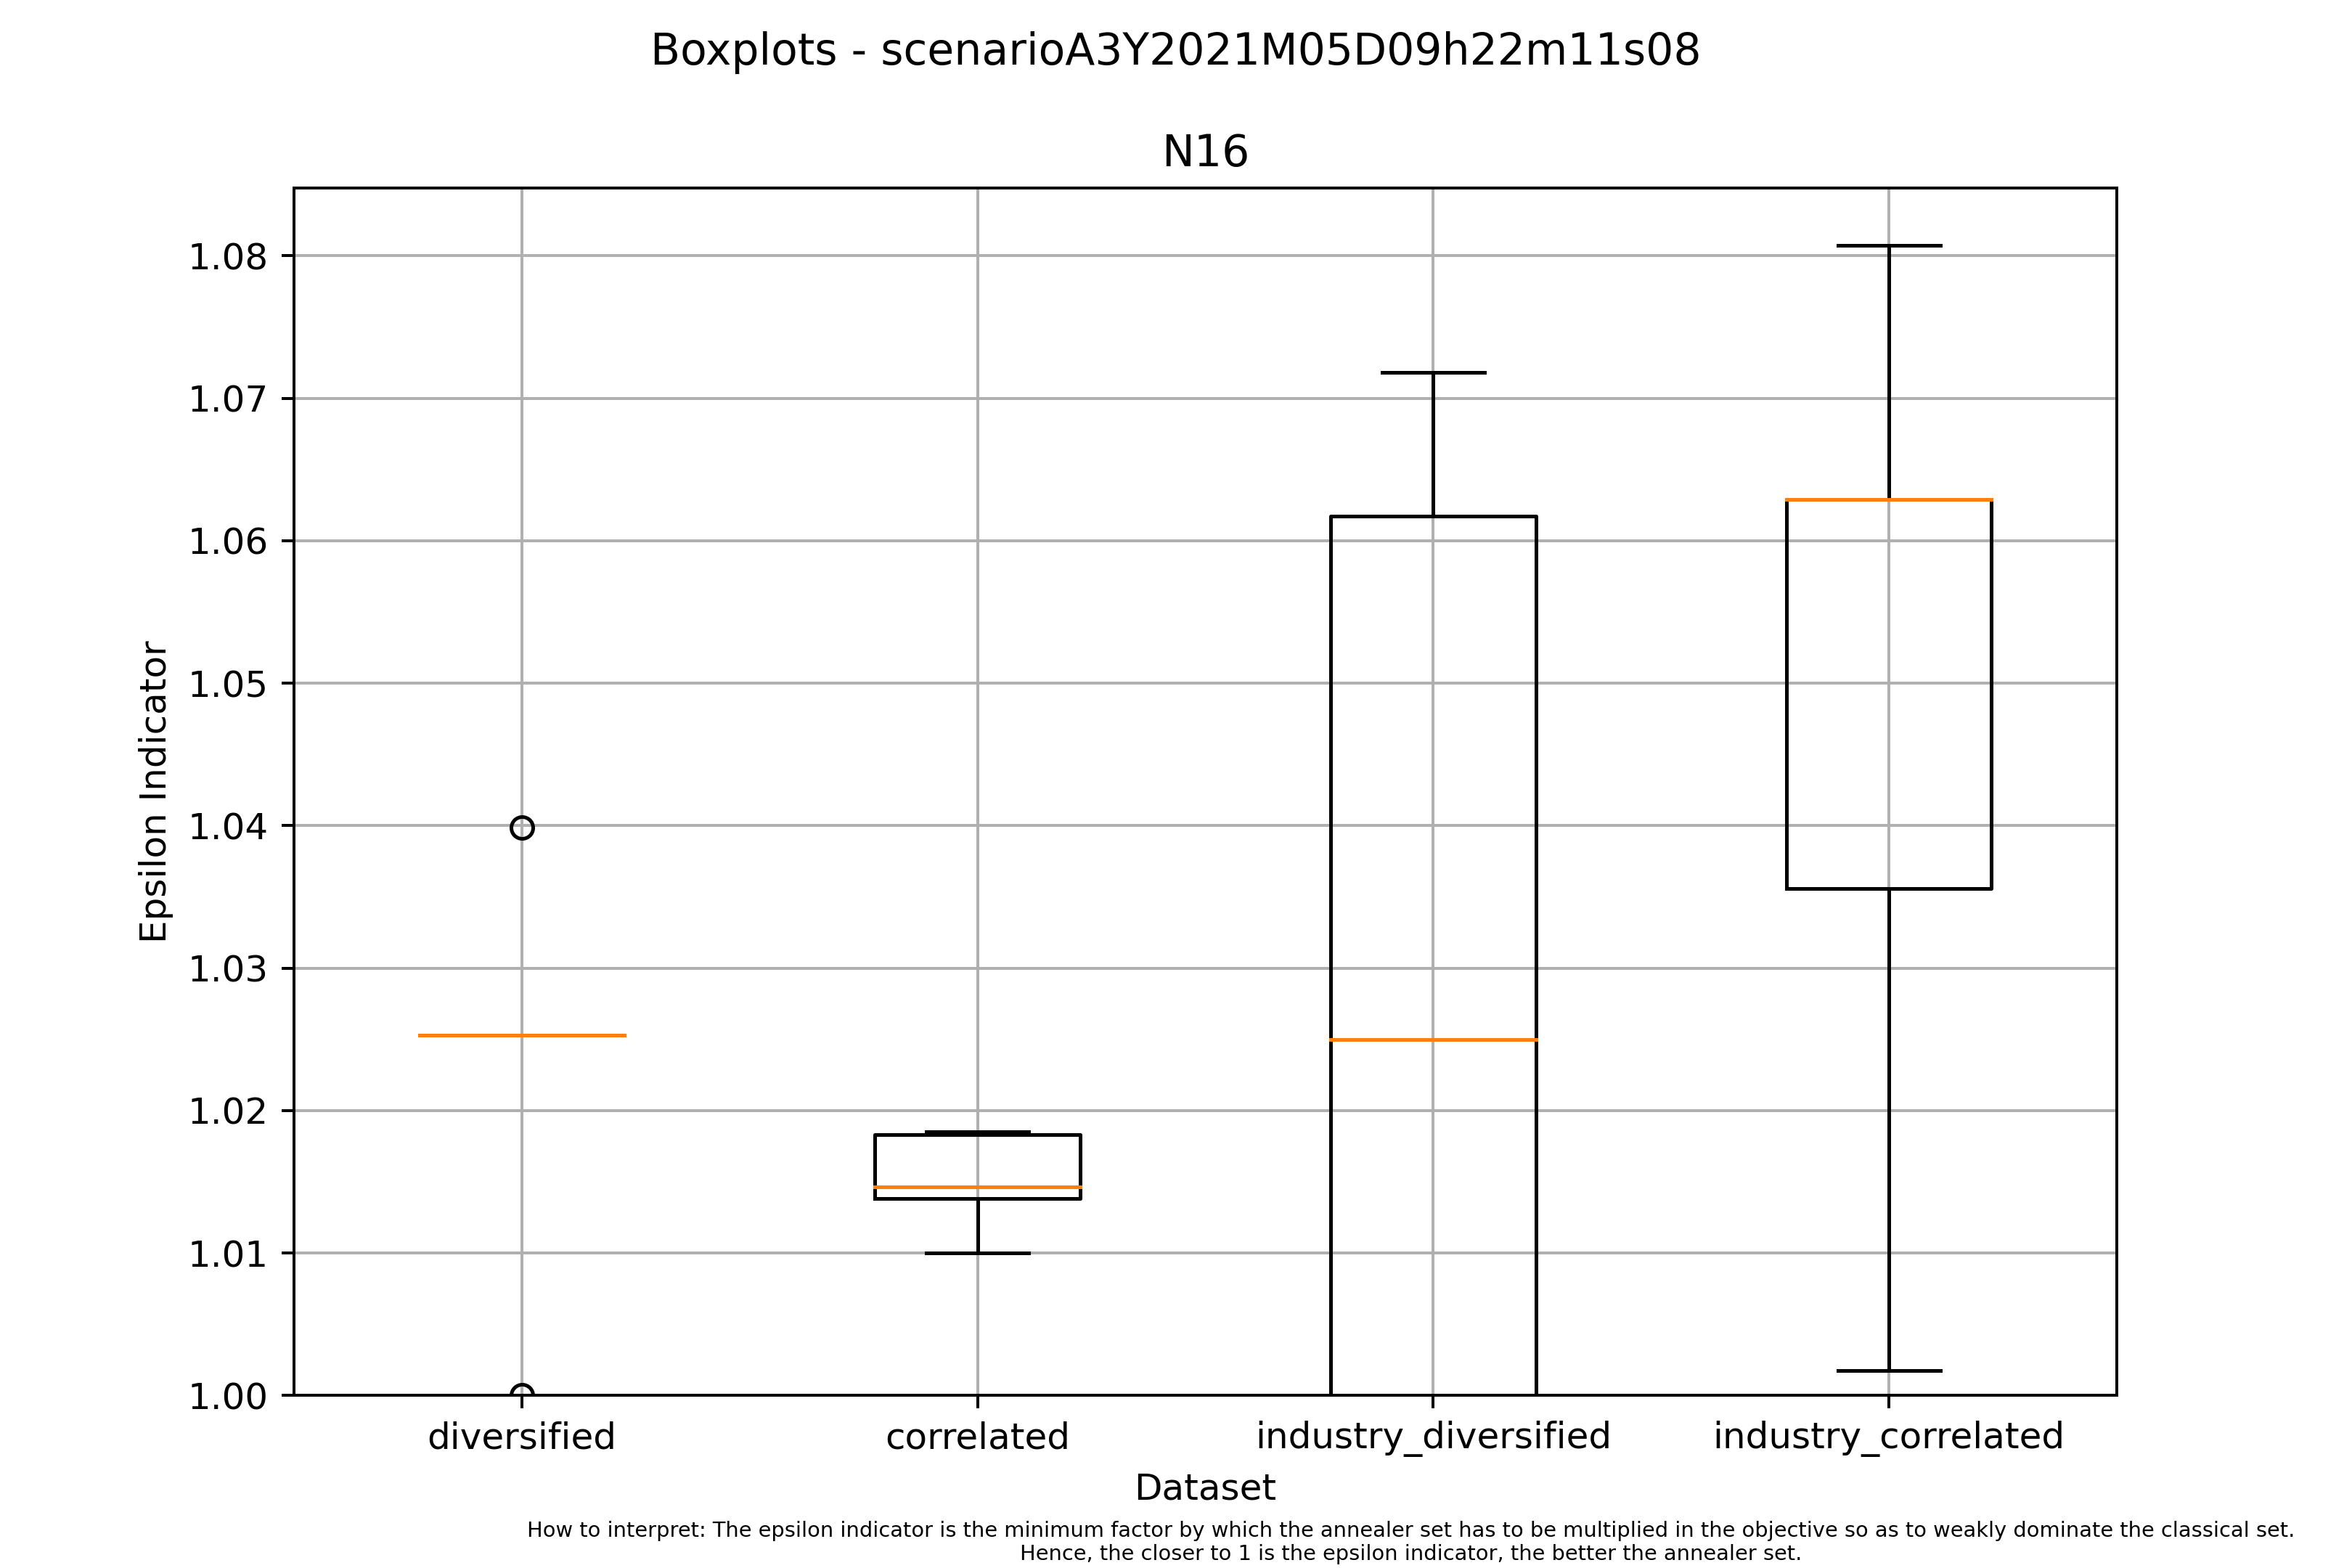 Boxplots - scenarioA3Y2021M05D09h22m11s08
N16
1.08
1.07
1.06
1.05
1.04
1.03
1.02
1.01
1.00
Epsilon Indicator
diversified
correlated
industry_diversified
industry_correlated
Dataset
How to interpret: The epsilon indicator is the minimum factor by which the annealer set has to be multiplied in the objective so as to weakly dominate the classical set.
Hence, the closer to 1 is the epsilon indicator, the better the annealer set.